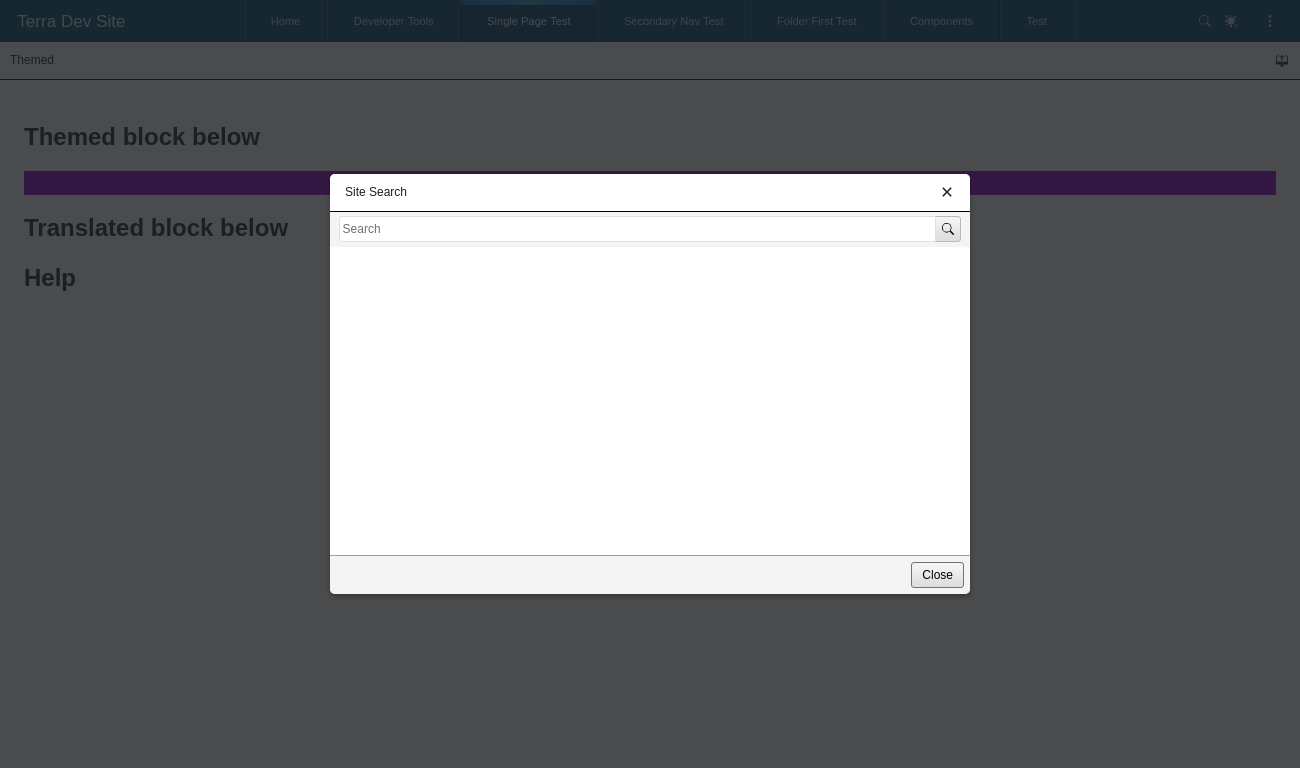 Terra Dev Site
Home
Developer Tools
Single Page Test
Secondary Nav Test
Folder First Test
Components
Test
Themed
Themed block below
Site Search
Search
Translated block below
Help
Close